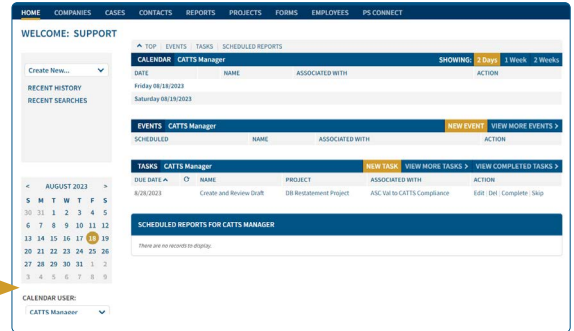 HOME COMPANIES CASES CONTACTS REPORTS PROJECTS FORMS EMPLOYEES PS CONNECT
WELCOME: SUPPORT
TOP EVENTS TASKS SCHEDULED REPORTS
CALENDAR CATTS Manager SHOWING: 2 Days 1 Week 2 Weeks
DATE NAME ASSOCIATED WITH ACTION
Friday 08/18/2023
Saturday 08/19/2023
Create New...
RECENT HISTORY
RECENT SEARCHES
EVENTS CATTS Manager NEW EVENT VIEW MORE EVENTS >
SCHEDULED NAME ASSOCIATED WITH ACTION
TASKS CATTS Manager NEW TASK VIEW MORE TASKS > VIEW COMPLETED TASKS >
DUE DATE NAME PROJECT ASSOCIATED WITH ACTION
8/28/2023 Create and Review Draft DB Restatement Project ASC Val to CATTS Compliance Edit | Del | Complete | Skip
SCHEDULED REPORTS FOR CATTS MANAGER
There are no records to display.
< AUGUST 2023 >
S M T W T F S
30 31 1 2 3 4 5
6 7 8 9 10 11 12
13 14 15 16 17 18 19
20 21 22 23 24 25 26
27 28 29 30 31 1 2
3 4 5 6 7 8 9
CALENDAR USER:
CATTS Manager